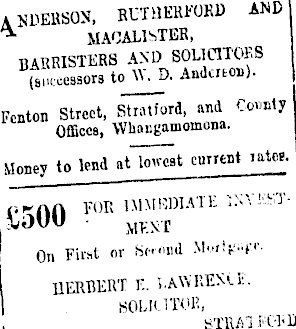 ANDERSON, RUTHERFORD AND
MACALISTER,
BARRISTERS AND SOLICITORS
(successors to W. D. Anderson).
Fenton Street, Stratford, and County
Offices, Whangamomona.
Money to lend at lowest current rates.
£500 FOR IMMEDIATE INVEST-
MENT
On First or Second Mortgage.
HERBERT E. LAWRENCE,
SOLICITOR,
STRATFORD